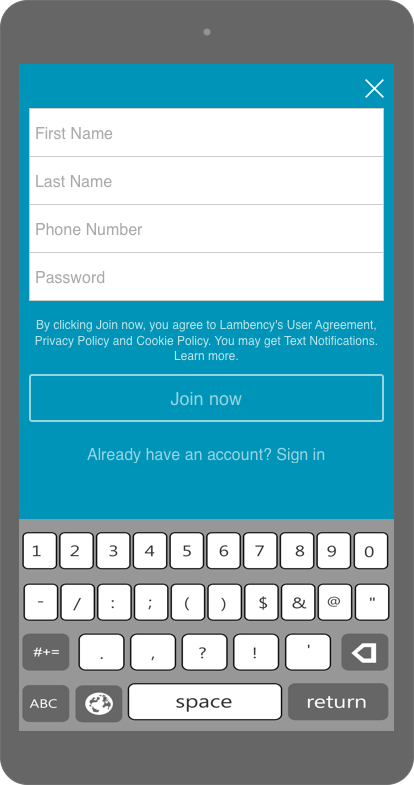 First Name
Last Name
Phone Number
Password
By clicking Join now, you agree to Lambency's User Agreement,
Privacy Policy and Cookie Policy. You may get Text Notifications.
Learn more.
Join now
Already have an account? Sign in
1 2 3 4 5 6 7 8 9 0
- / : ; ( ) $ & @ "
#+= . , ? ! '
ABC space return